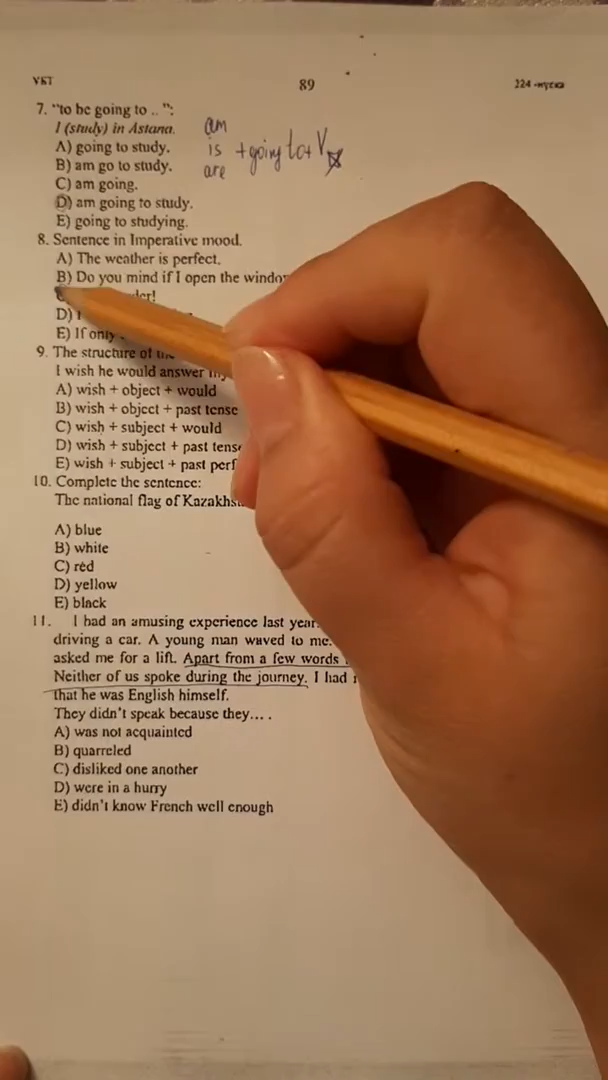 ҰБТ 89 224 -нұсқа
7. "to be going to .. ":
I (study) in Astana.
A) going to study.
B) am go to study.
C) am going.
D) am going to study.
E) going to studying.
am
is +going to+V
are
8. Sentence in Imperative mood.
A) The weather is perfect.
B) Do you mind if I open the window
D) I
E) If only
9. The structure of
I wish he would answer
A) wish + object + would
B) wish + object + past tense
C) wish + subject + would
D) wish + subject + past tense
E) wish + subject + past perf
10. Complete the sentence:
The national flag of
A) blue
B) white
C) red
D) yellow
E) black
11. I had an amusing experience last year.
driving a car. A young man waved to me.
asked me for a lift. Apart from a few words
Neither of us spoke during the journey. I had
that he was English himself.
They didn't speak because they... .
A) was not acquainted
B) quarreled
C) disliked one another
D) were in a hurry
E) didn't know French well enough